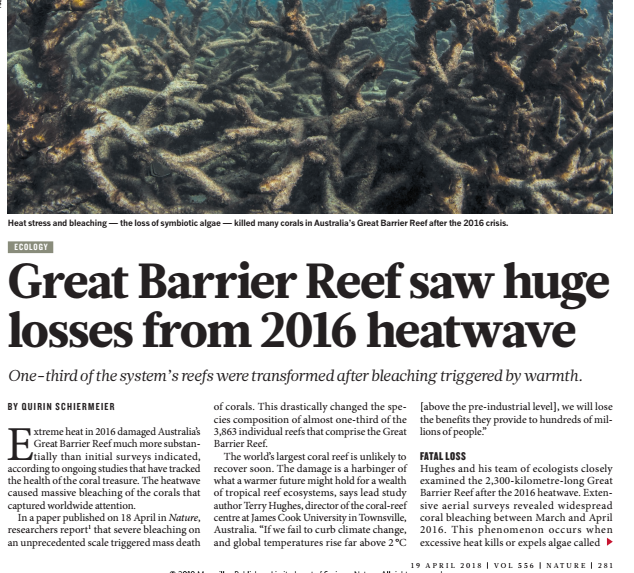 Heat stress and bleaching — the loss of symbiotic algae — killed many corals in Australia's Great Barrier Reef after the 2016 crisis.
ECOLOGY
Great Barrier Reef saw huge
losses from 2016 heatwave
One-third of the system's reefs were transformed after bleaching triggered by warmth.
BY QUIRIN SCHIERMEIER
Extreme heat in 2016 damaged Australia's
Great Barrier Reef much more substan-
tially than initial surveys indicated,
according to ongoing studies that have tracked
the health of the coral treasure. The heatwave
caused massive bleaching of the corals that
captured worldwide attention.
In a paper published on 18 April in Nature,
researchers report¹ that severe bleaching on
an unprecedented scale triggered mass death
of corals. This drastically changed the spe-
cies composition of almost one-third of the
3,863 individual reefs that comprise the Great
Barrier Reef.
The world's largest coral reef is unlikely to
recover soon. The damage is a harbinger of
what a warmer future might hold for a wealth
of tropical reef ecosystems, says lead study
author Terry Hughes, director of the coral-reef
centre at James Cook University in Townsville,
Australia. “If we fail to curb climate change,
and global temperatures rise far above 2 °C
[above the pre-industrial level], we will lose
the benefits they provide to hundreds of mil-
lions of people.”
FATAL LOSS
Hughes and his team of ecologists closely
examined the 2,300-kilometre-long Great
Barrier Reef after the 2016 heatwave. Exten-
sive aerial surveys revealed widespread
coral bleaching between March and April
2016. This phenomenon occurs when
excessive heat kills or expels algae called
19 APRIL 2018 | VOL 556 | NATURE | 281